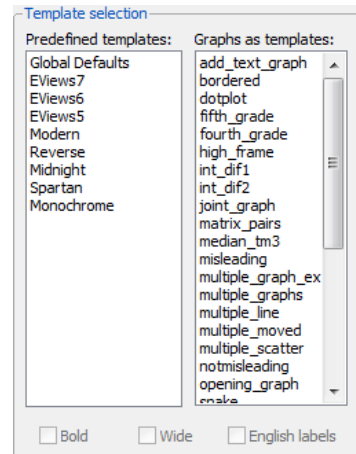 Template selection
Predefined templates:
Global Defaults
EViews7
EViews6
EViews5
Modern
Reverse
Midnight
Spartan
Monochrome
Graphs as templates:
add_text_graph
bordered
dotplot
fifth_grade
fourth_grade
high_frame
int_dif1
int_dif2
joint_graph
matrix_pairs
median_tm3
misleading
multiple_graph_ex
multiple_graphs
multiple_line
multiple_moved
multiple_scatter
notmisleading
opening_graph
snake
Bold Wide English labels